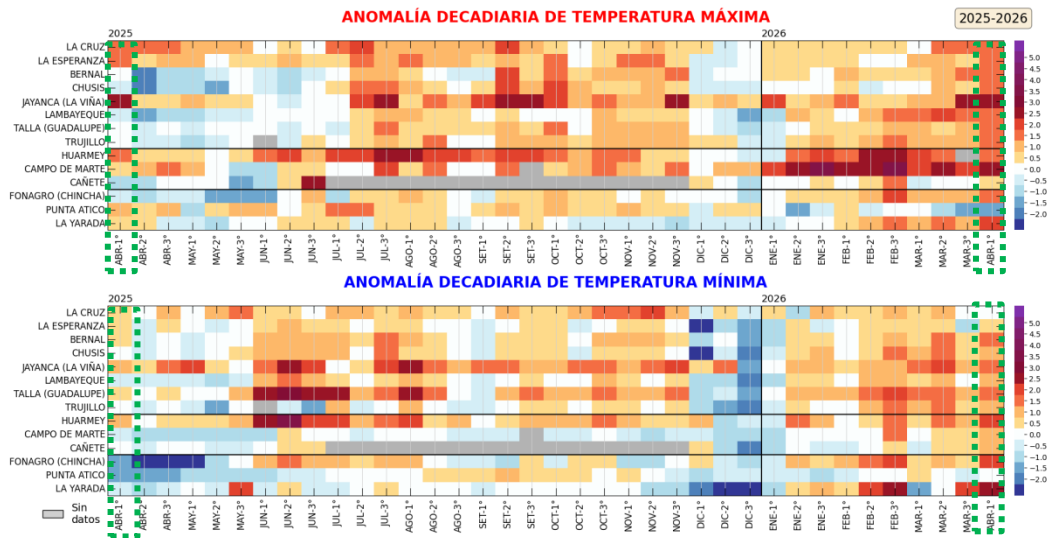 ANOMALÍA DECADIARIA DE TEMPERATURA MÁXIMA
2025-2026
2025
2026
LA CRUZ
LA ESPERANZA
BERNAL
CHUSIS
JAYANCA (LA VIÑA)
LAMBAYEQUE
TALLA (GUADALUPE)
TRUJILLO
HUARMEY
CAMPO DE MARTE
CAÑETE
FONAGRO (CHINCHA)
PUNTA ATICO
LA YARADA
5.0
4.5
4.0
3.5
3.0
2.5
2.0
1.5
1.0
0.5
0.0
−0.5
−1.0
−1.5
−2.0
ABR-1°
ABR-2°
ABR-3°
MAY-1°
MAY-2°
MAY-3°
JUN-1°
JUN-2°
JUN-3°
JUL-1°
JUL-2°
JUL-3°
AGO-1°
AGO-2°
AGO-3°
SET-1°
SET-2°
SET-3°
OCT-1°
OCT-2°
OCT-3°
NOV-1°
NOV-2°
NOV-3°
DIC-1°
DIC-2°
DIC-3°
ENE-1°
ENE-2°
ENE-3°
FEB-1°
FEB-2°
FEB-3°
MAR-1°
MAR-2°
MAR-3°
ABR-1°
ANOMALÍA DECADIARIA DE TEMPERATURA MÍNIMA
2025
2026
LA CRUZ
LA ESPERANZA
BERNAL
CHUSIS
JAYANCA (LA VIÑA)
LAMBAYEQUE
TALLA (GUADALUPE)
TRUJILLO
HUARMEY
CAMPO DE MARTE
CAÑETE
FONAGRO (CHINCHA)
PUNTA ATICO
LA YARADA
5.0
4.5
4.0
3.5
3.0
2.5
2.0
1.5
1.0
0.5
0.0
−0.5
−1.0
−1.5
−2.0
Sin
datos
ABR-1°
ABR-2°
ABR-3°
MAY-1°
MAY-2°
MAY-3°
JUN-1°
JUN-2°
JUN-3°
JUL-1°
JUL-2°
JUL-3°
AGO-1°
AGO-2°
AGO-3°
SET-1°
SET-2°
SET-3°
OCT-1°
OCT-2°
OCT-3°
NOV-1°
NOV-2°
NOV-3°
DIC-1°
DIC-2°
DIC-3°
ENE-1°
ENE-2°
ENE-3°
FEB-1°
FEB-2°
FEB-3°
MAR-1°
MAR-2°
MAR-3°
ABR-1°